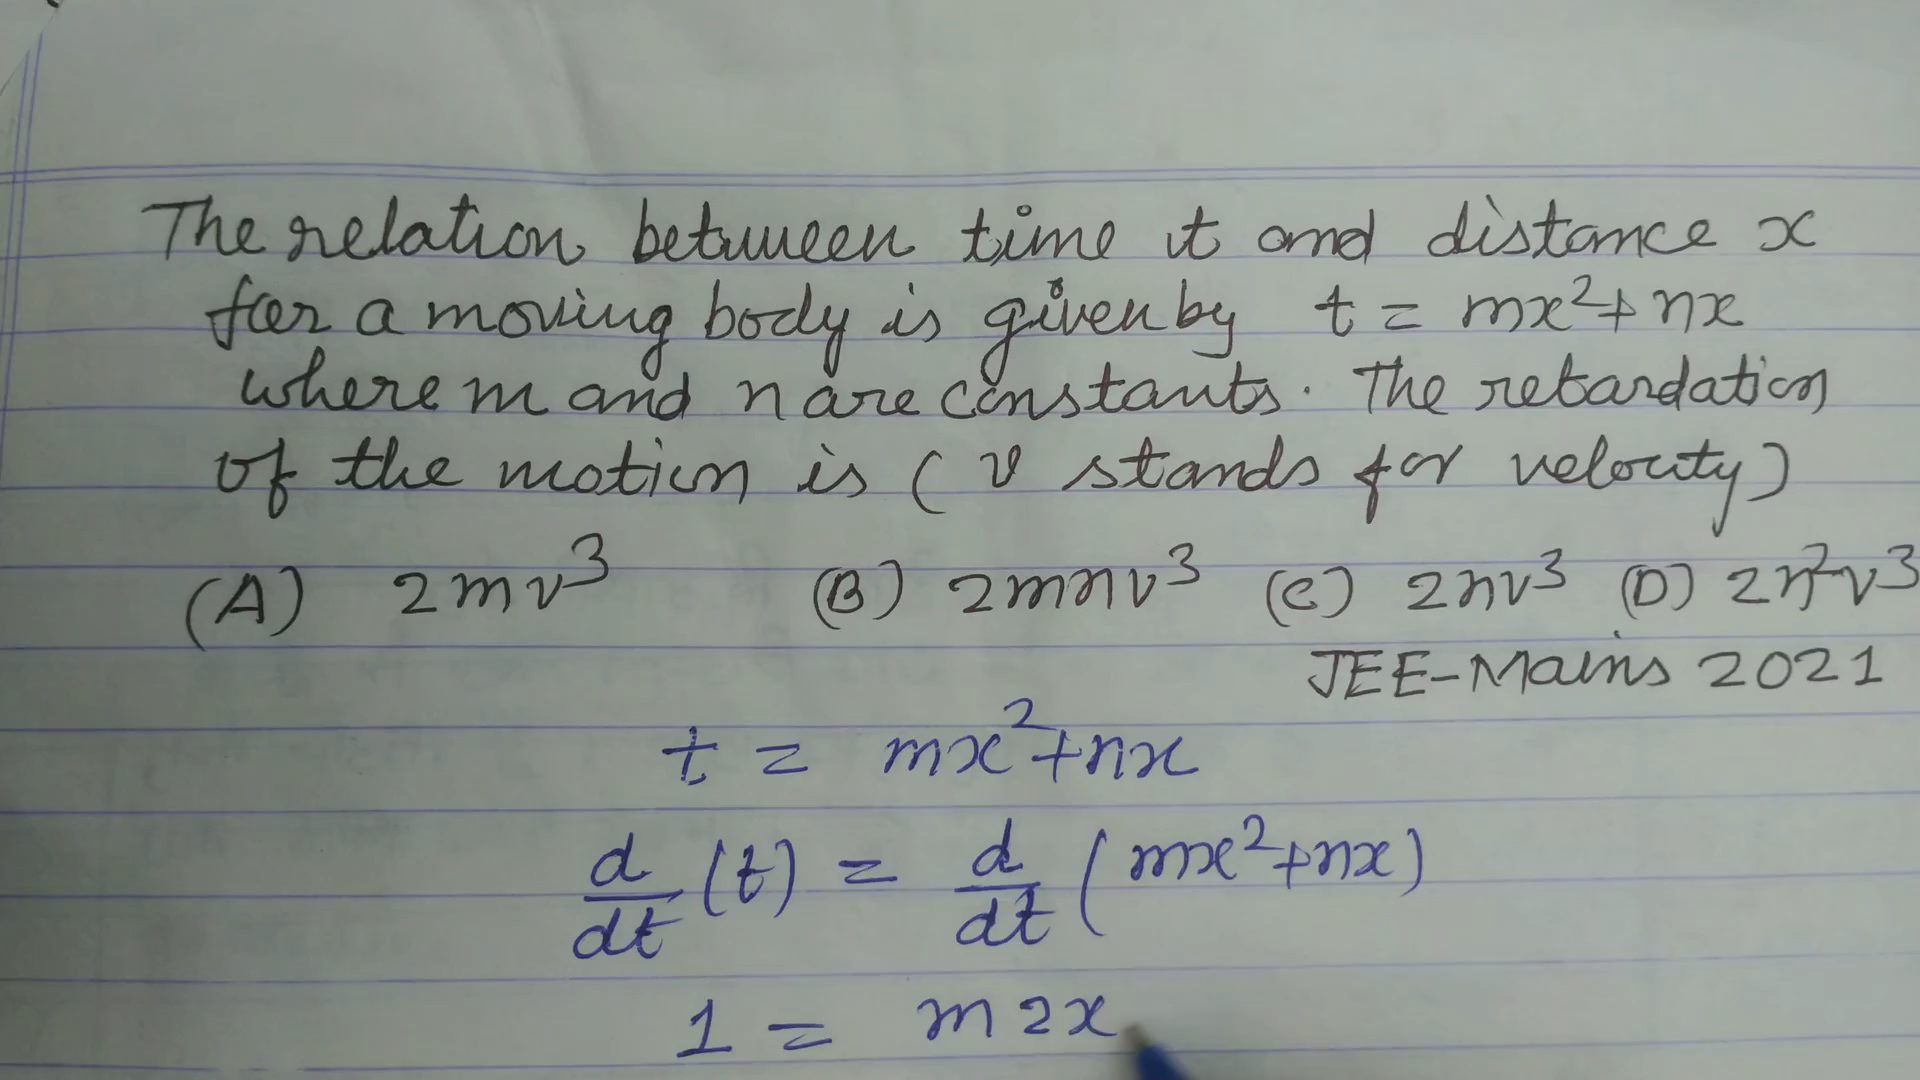 The relation between time t and distance x
for a moving body is given by t = mx²+nx
where m and n are constants. The retardation
of the motion is (v stands for velocity)
(A) 2mv³ (B) 2mnv³ (C) 2nv³ (D) 2n²v³
JEE-Mains 2021
t = mx²+nx
d/dt (t) = d/dt (mx²+nx)
1 = m2x